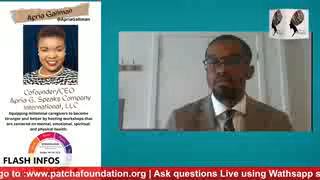 Apria Gaiiman
@ApriaGaliman
Cofounder/CEO
Apria G. Speaks Company
International, LLC
Equipping millennial caregivers to become
stronger and better by hosting workshops that
are centered on mental, emotional, spiritual
and physical health.
FLASH INFOS
go to :www.patchafoundation.org | Ask questions Live using Wathsapp s